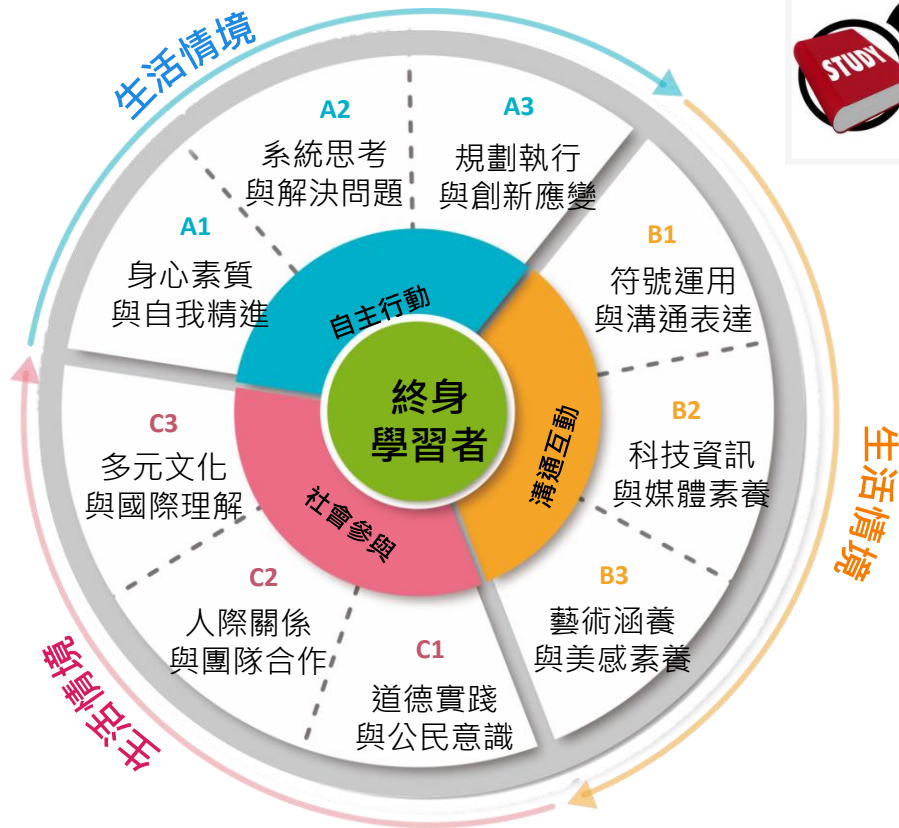 生活情境
STUDY
A1
身心素質
與自我精進
A2
系統思考
與解決問題
A3
規劃執行
與創新應變
B1
符號運用
與溝通表達
B2
科技資訊
與媒體素養
B3
藝術涵養
與美感素養
C1
道德實踐
與公民意識
C2
人際關係
與團隊合作
C3
多元文化
與國際理解
自主行動
溝通互動
社會參與
終身
學習者
生活情境
生活情境